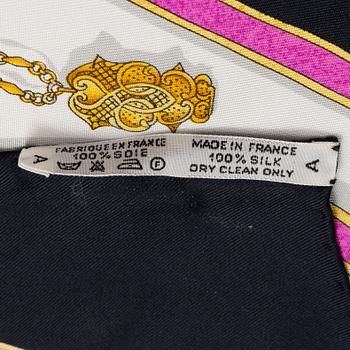 A
FABRIQUE EN FRANCE
100% SOIE
F
MADE IN FRANCE
100% SILK
DRY CLEAN ONLY
A